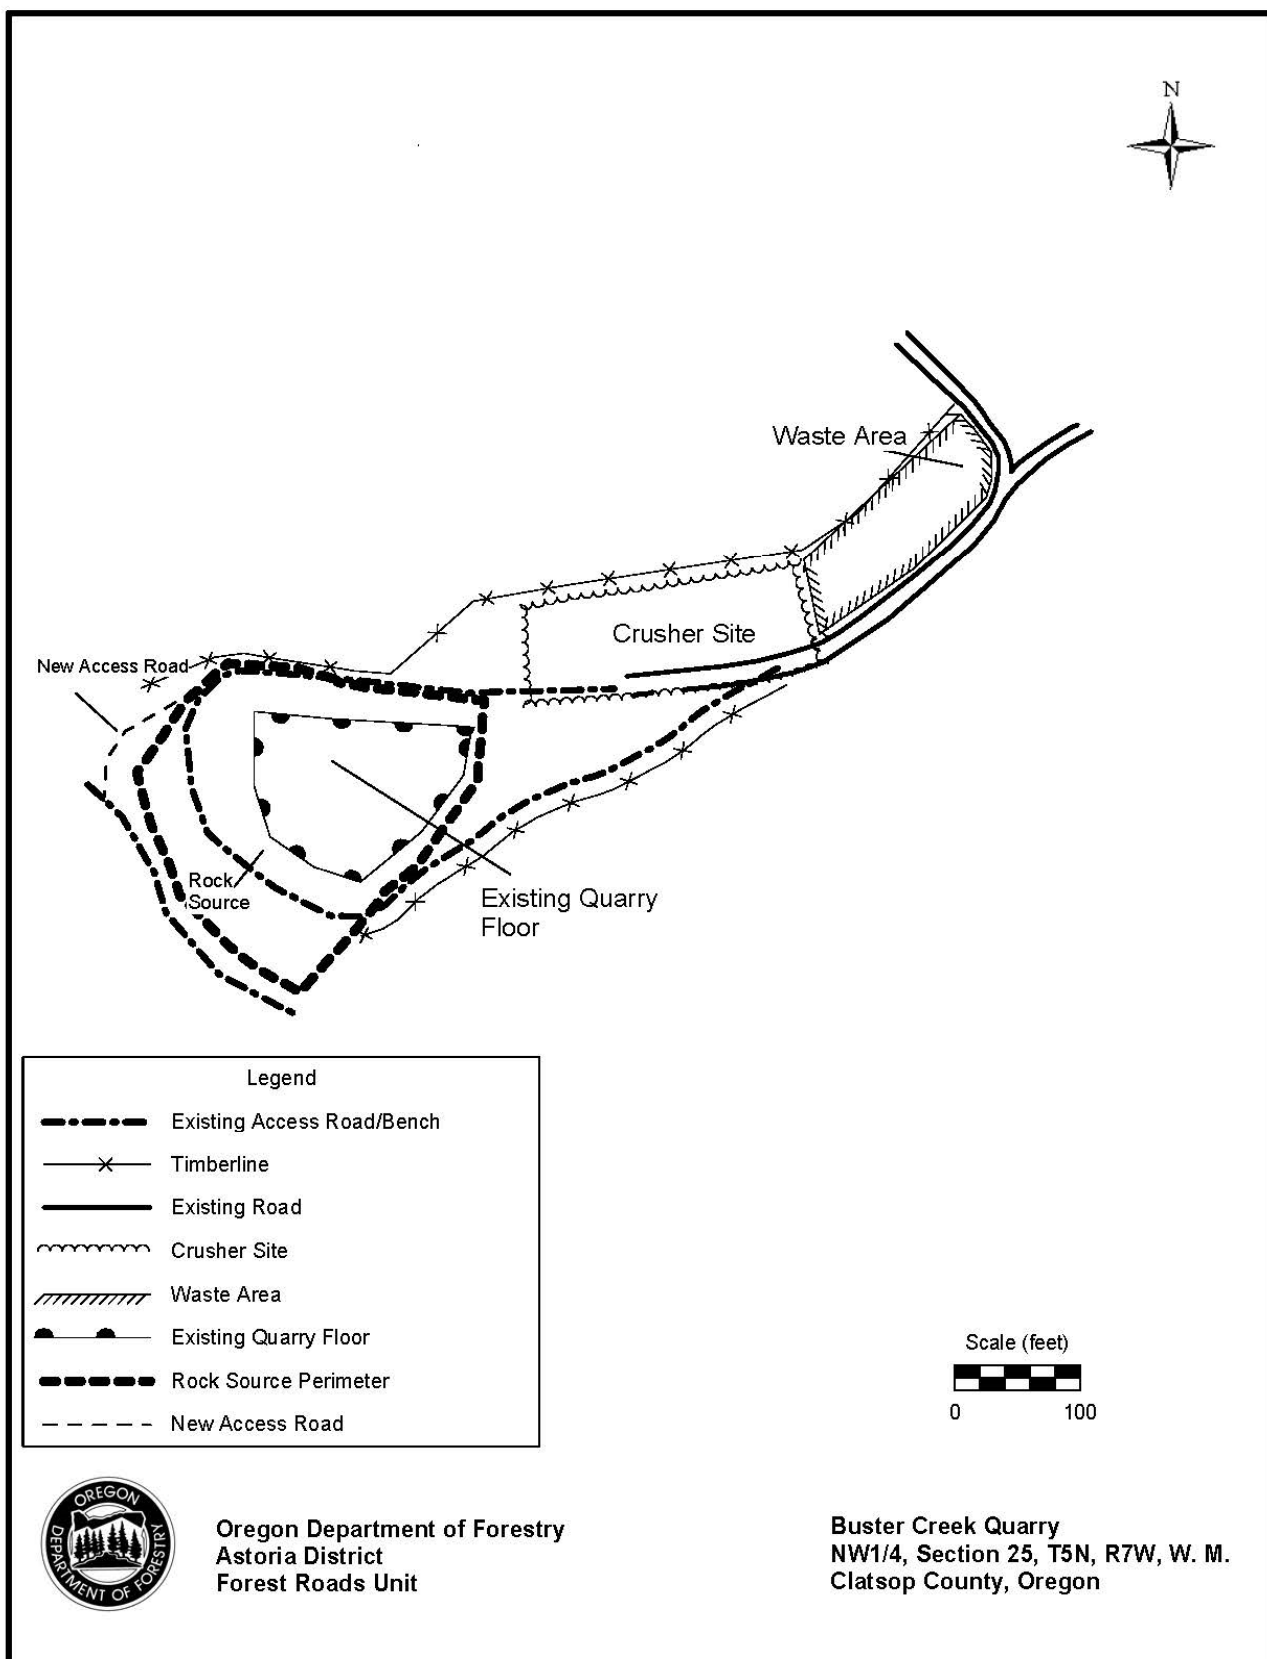 N
Waste Area
Crusher Site
New Access Road
Rock
Source
Existing Quarry
Floor
Legend
Existing Access Road/Bench
Timberline
Existing Road
Crusher Site
Waste Area
Existing Quarry Floor
Rock Source Perimeter
New Access Road
Scale (feet)
0 100
OREGON
DEPARTMENT OF FORESTRY
Oregon Department of Forestry
Astoria District
Forest Roads Unit
Buster Creek Quarry
NW1/4, Section 25, T5N, R7W, W. M.
Clatsop County, Oregon